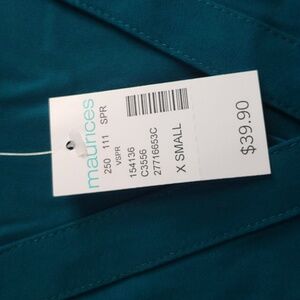 maurices
250 111 SPR
VSPR
154136
C3556
27716653C
X SMALL
$39.90